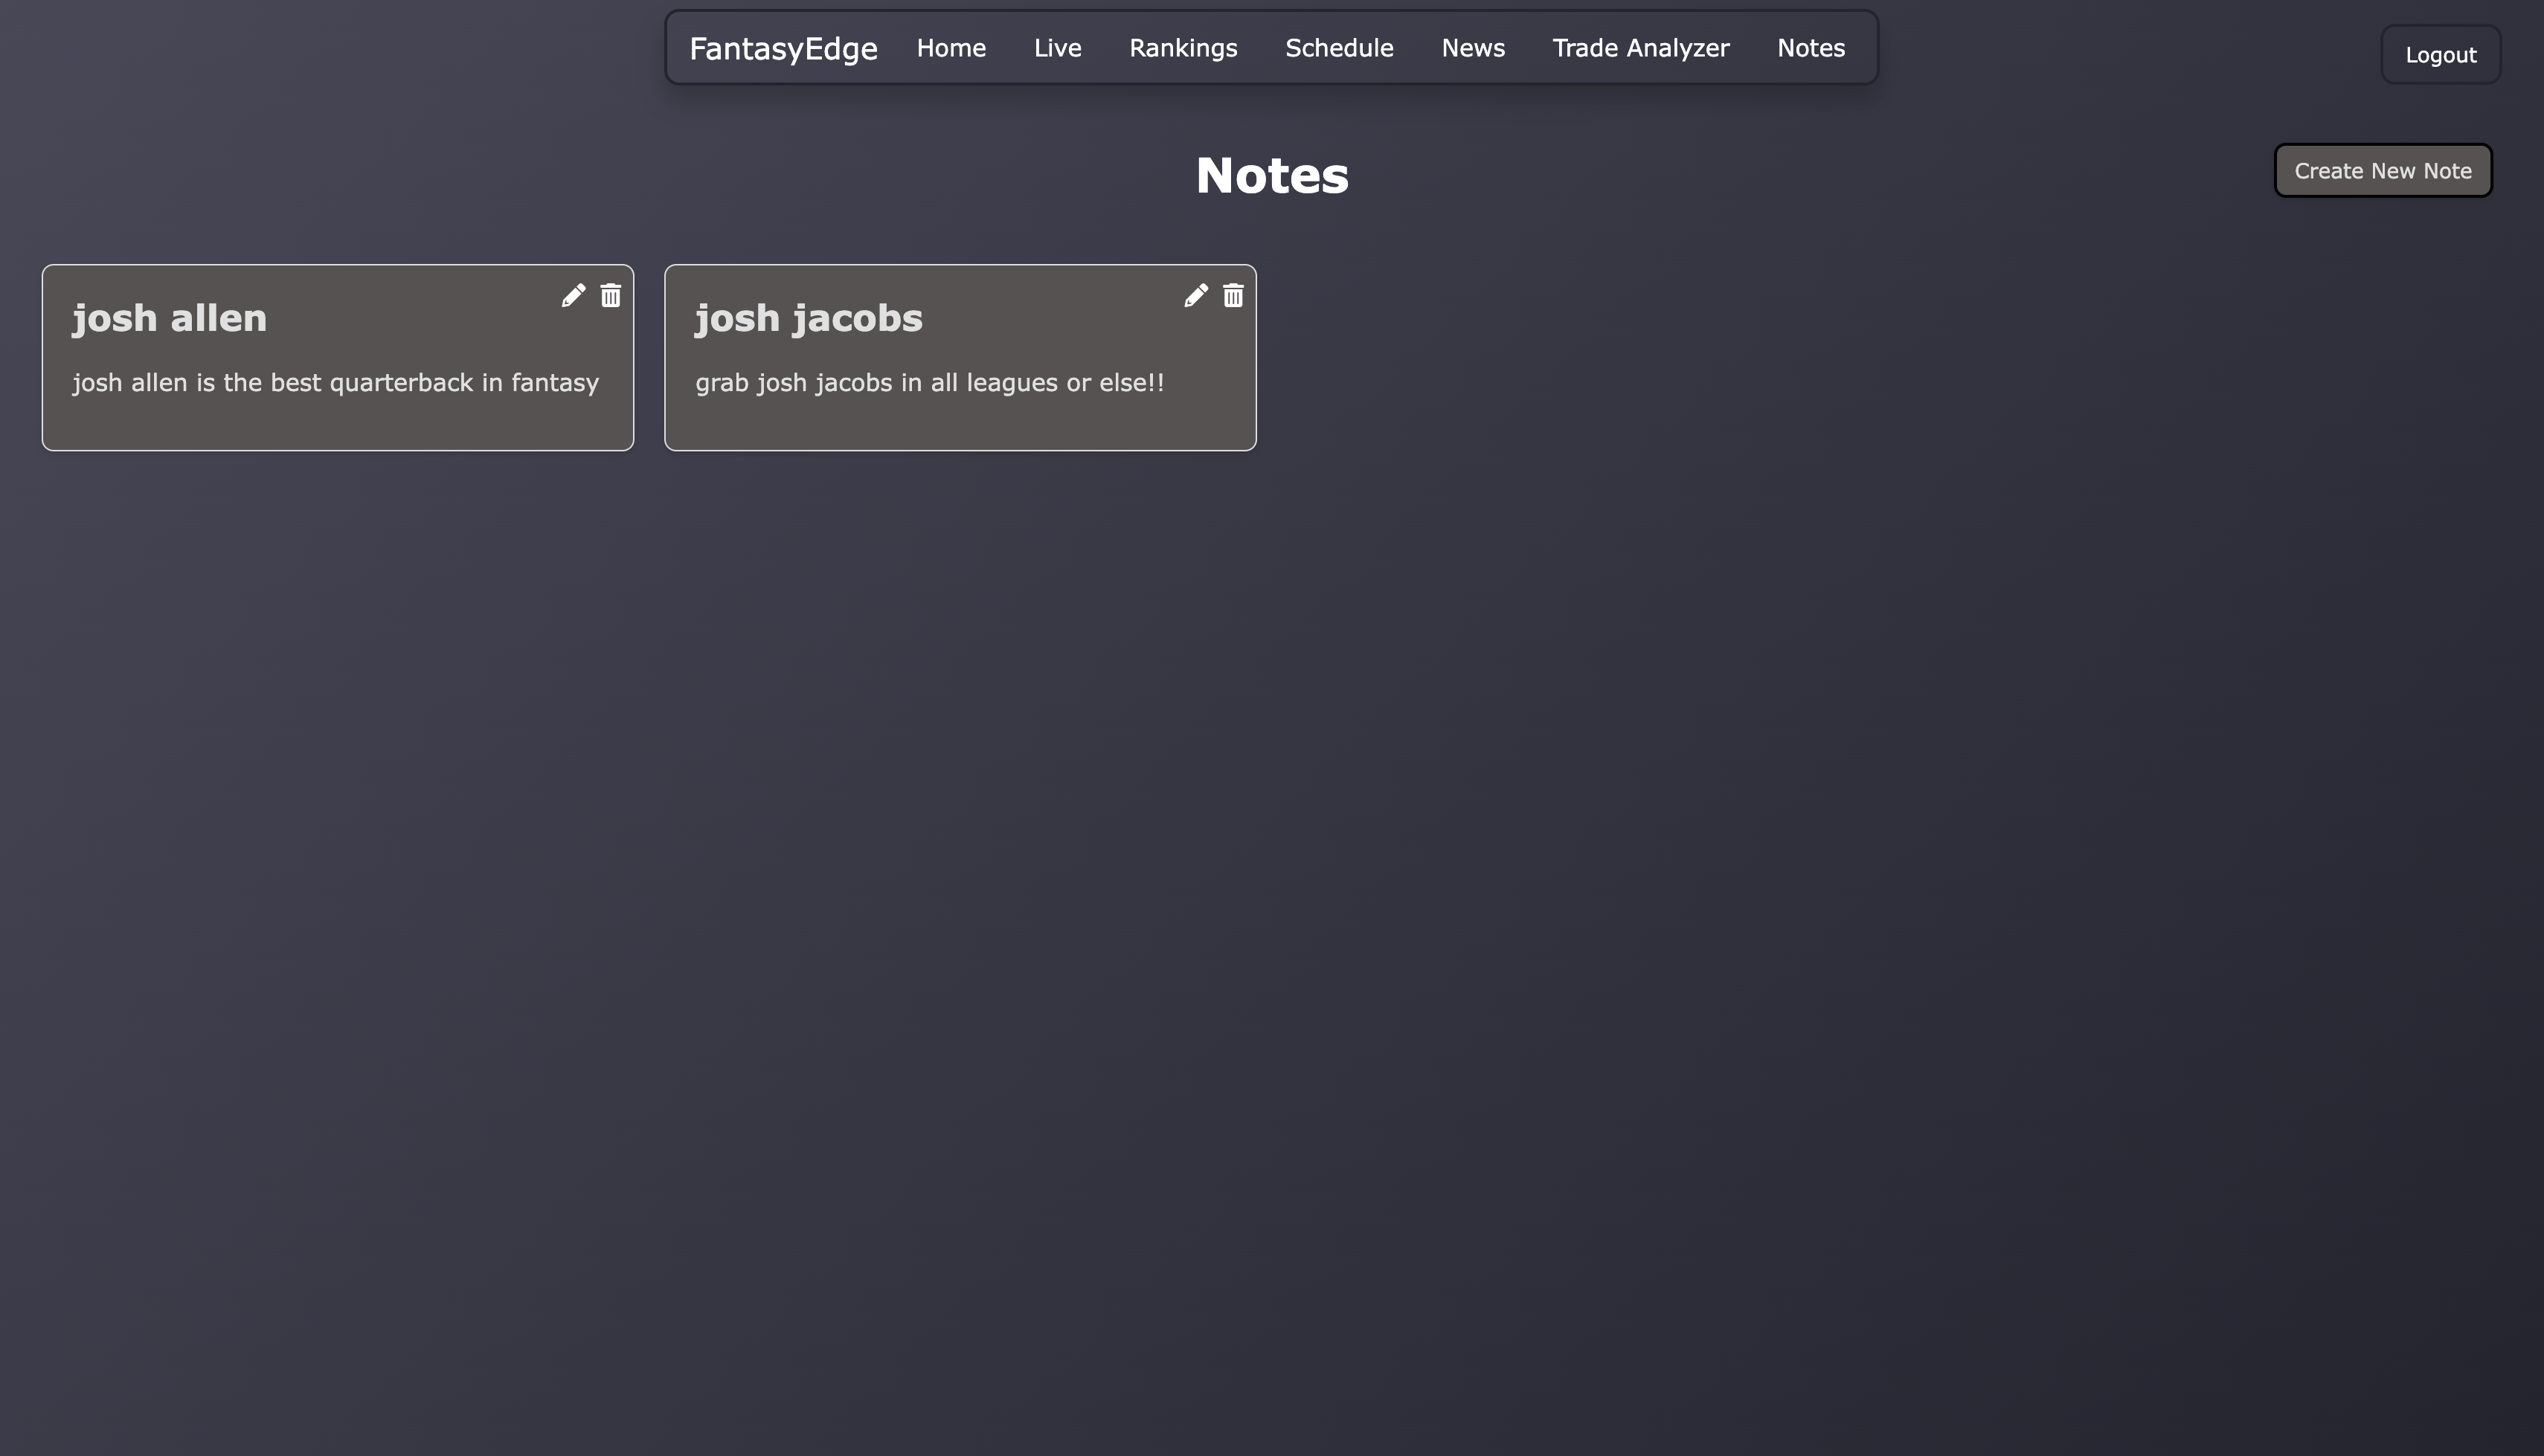 FantasyEdge Home Live Rankings Schedule News Trade Analyzer Notes
Logout
Notes
Create New Note
josh allen
josh allen is the best quarterback in fantasy
josh jacobs
grab josh jacobs in all leagues or else!!